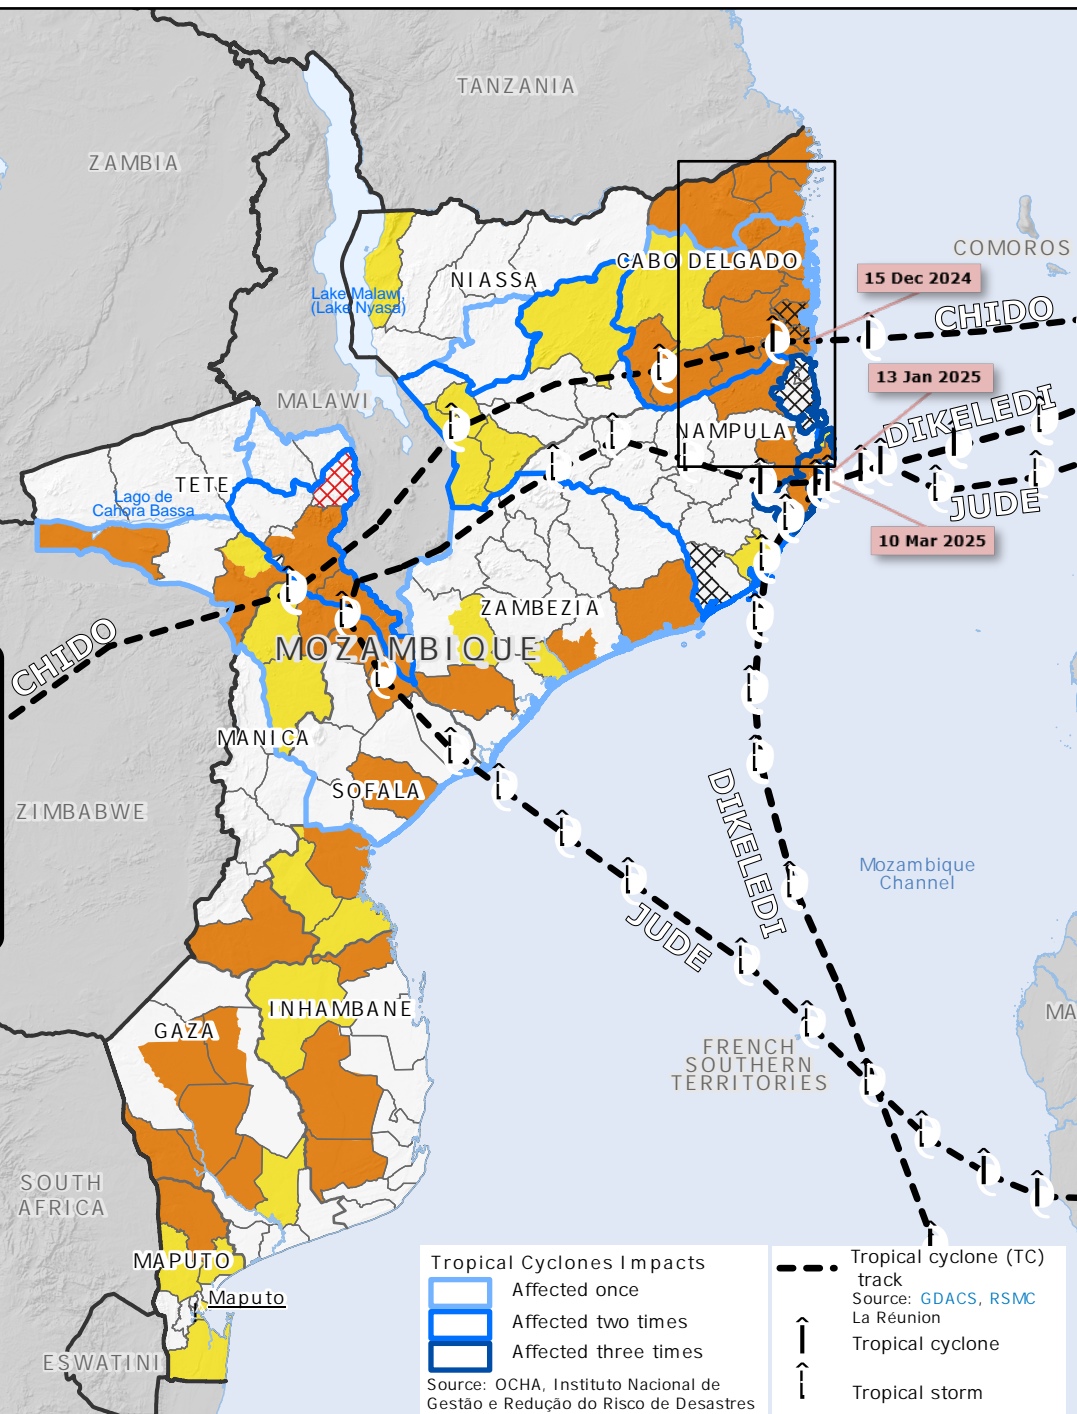 TANZANIA
ZAMBIA
COMOROS
CABO DELGADO
NIASSA
15 Dec 2024
Lake Malawi,
(Lake Nyasa)
CHIDO
13 Jan 2025
MALAWI
DIKELEDI
NAMPULA
TETE
Lago de
Cahora Bassa
JUDE
10 Mar 2025
ZAMBEZIA
CHIDO
MOZAMBIQUE
MANICA
SOFALA
ZIMBABWE
DIKELEDI
Mozambique
Channel
JUDE
INHAMBANE
GAZA
MA
FRENCH
SOUTHERN
TERRITORIES
SOUTH
AFRICA
MAPUTO
Maputo
ESWATINI
Tropical Cyclones Impacts
Affected once
Affected two times
Affected three times
Source: OCHA, Instituto Nacional de
Gestão e Redução do Risco de Desastres
Tropical cyclone (TC)
track
Source: GDACS, RSMC
La Réunion
Tropical cyclone
Tropical storm